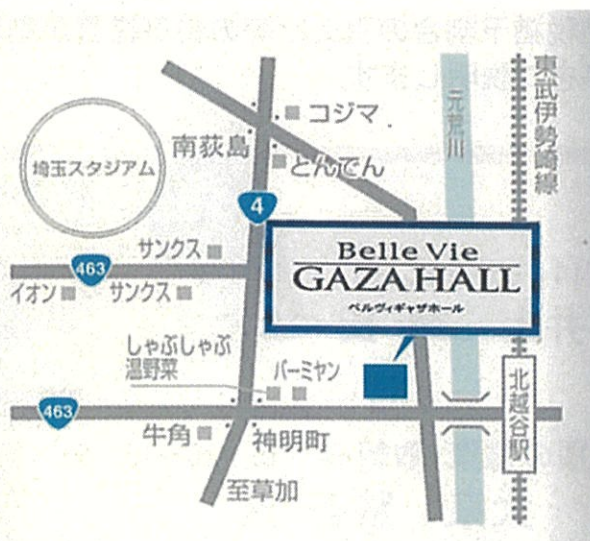 コジマ
南荻島
とんでん
元荒川
東武伊勢崎線
埼玉スタジアム
4
サンクス
463
イオン
サンクス
Belle Vie
GAZA HALL
ベルヴィギャザホール
しゃぶしゃぶ
温野菜
バーミヤン
463
牛角
神明町
北越谷駅
至草加